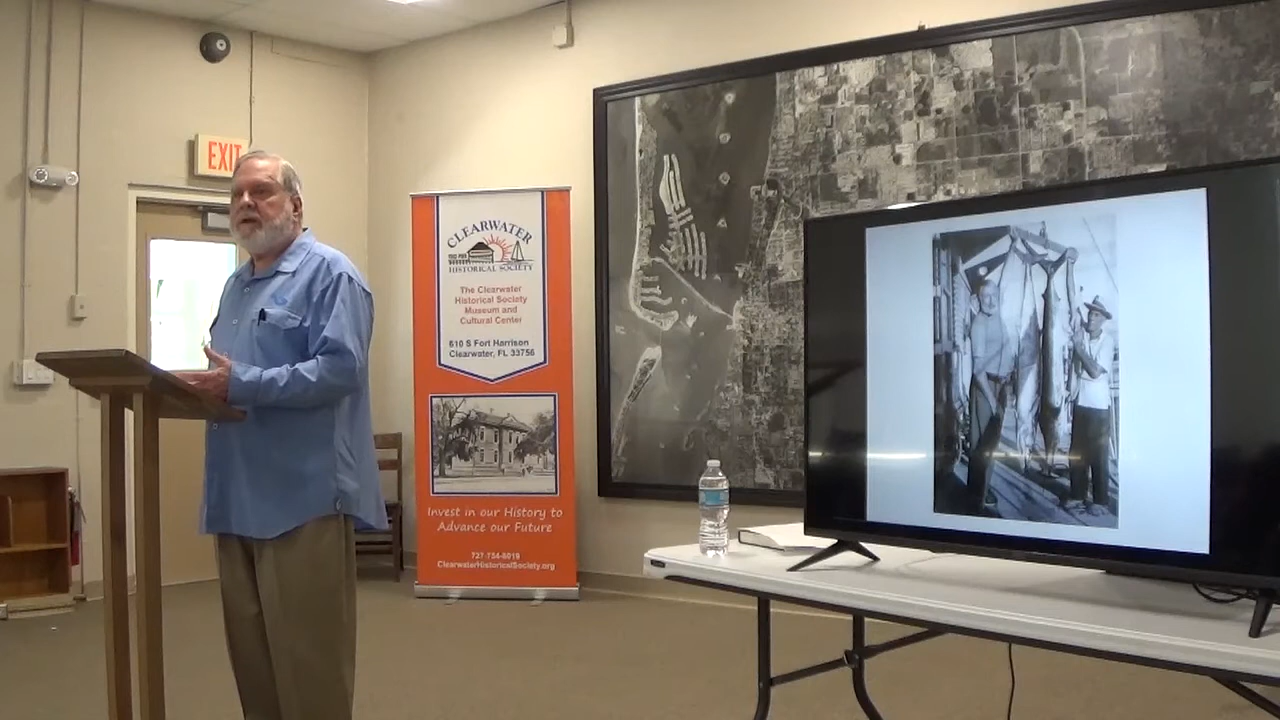 EXIT
CLEARWATER
HISTORICAL SOCIETY
The Clearwater
Historical Society
Museum and
Cultural Center
610 S Fort Harrison
Clearwater, FL 33756
Invest in our History to
Advance our Future
727-754-8019
ClearwaterHistoricalSociety.org